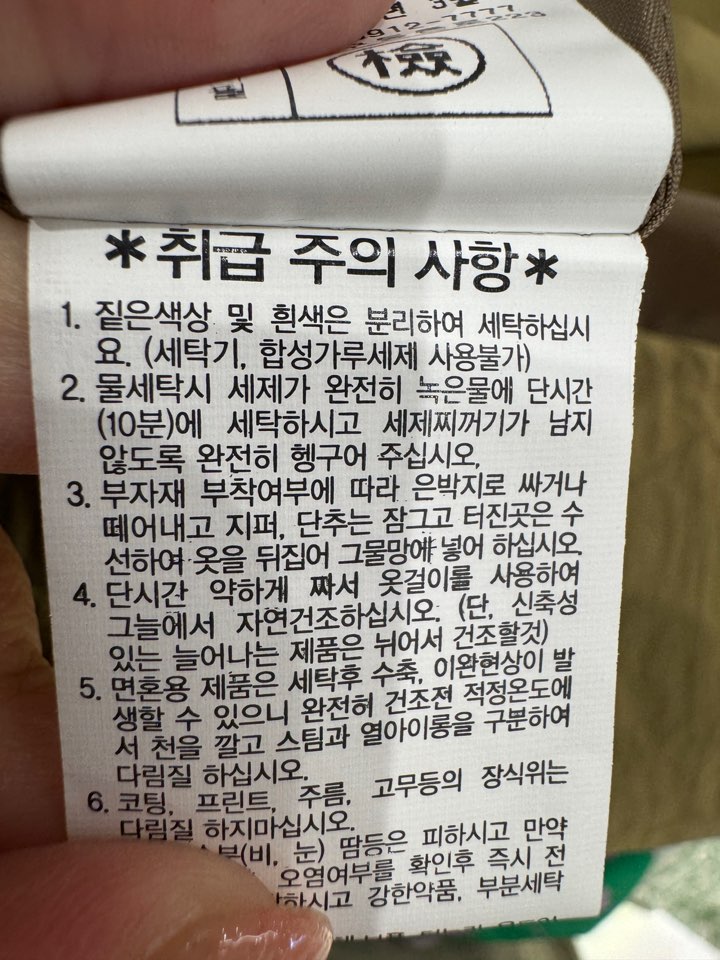 3912-7777
檢
*취급 주의 사항*
1. 짙은색상 및 흰색은 분리하여 세탁하십시
요. (세탁기, 합성가루세제 사용불가)
2. 물세탁시 세제가 완전히 녹은물에 단시간
(10분)에 세탁하시고 세제찌꺼기가 남지
않도록 완전히 헹구어 주십시오.
3. 부자재 부착여부에 따라 은박지로 싸거나
떼어내고 지퍼, 단추는 잠그고 터진곳은 수
선하여 옷을 뒤집어 그물망에 넣어 하십시오.
4. 단시간 약하게 짜서 옷걸이를 사용하여
그늘에서 자연건조하십시오. (단, 신축성
있는 늘어나는 제품은 뉘어서 건조할것)
5. 면혼용 제품은 세탁후 수축, 이완현상이 발
생할 수 있으니 완전히 건조전 적정온도에
서 천을 깔고 스팀과 열아이롱을 구분하여
다림질 하십시오.
6. 코팅, 프린트, 주름, 고무등의 장식위는
다림질 하지마십시오.
(비, 눈) 땀등은 피하시고 만약
오염여부를 확인후 즉시 전
하시고 강한약품, 부분세탁